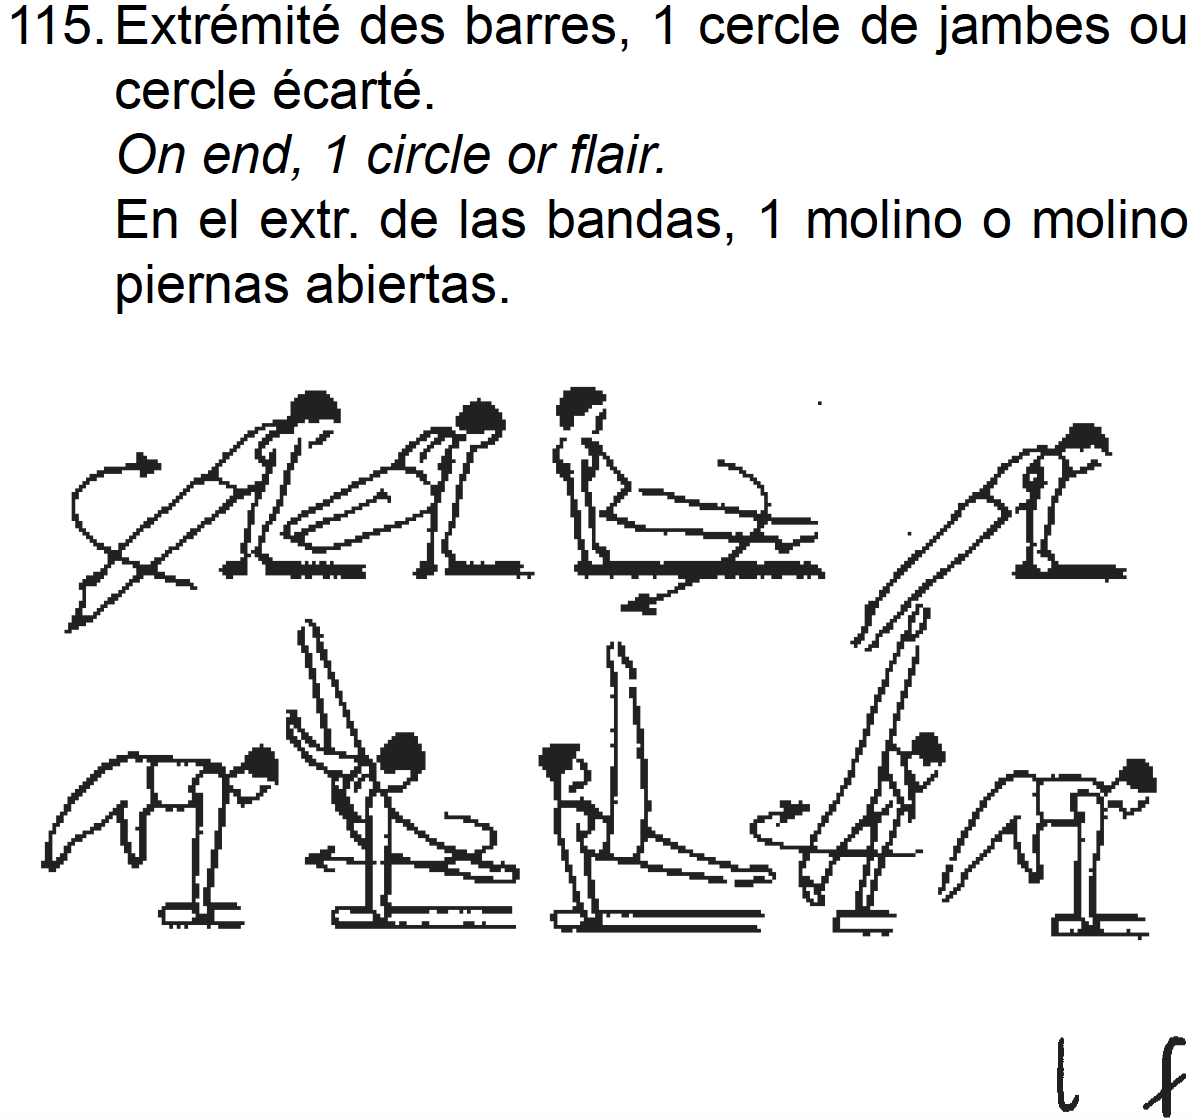 115. Extrémité des barres, 1 cercle de jambes ou
cercle écarté.
On end, 1 circle or flair.
En el extr. de las bandas, 1 molino o molino
piernas abiertas.